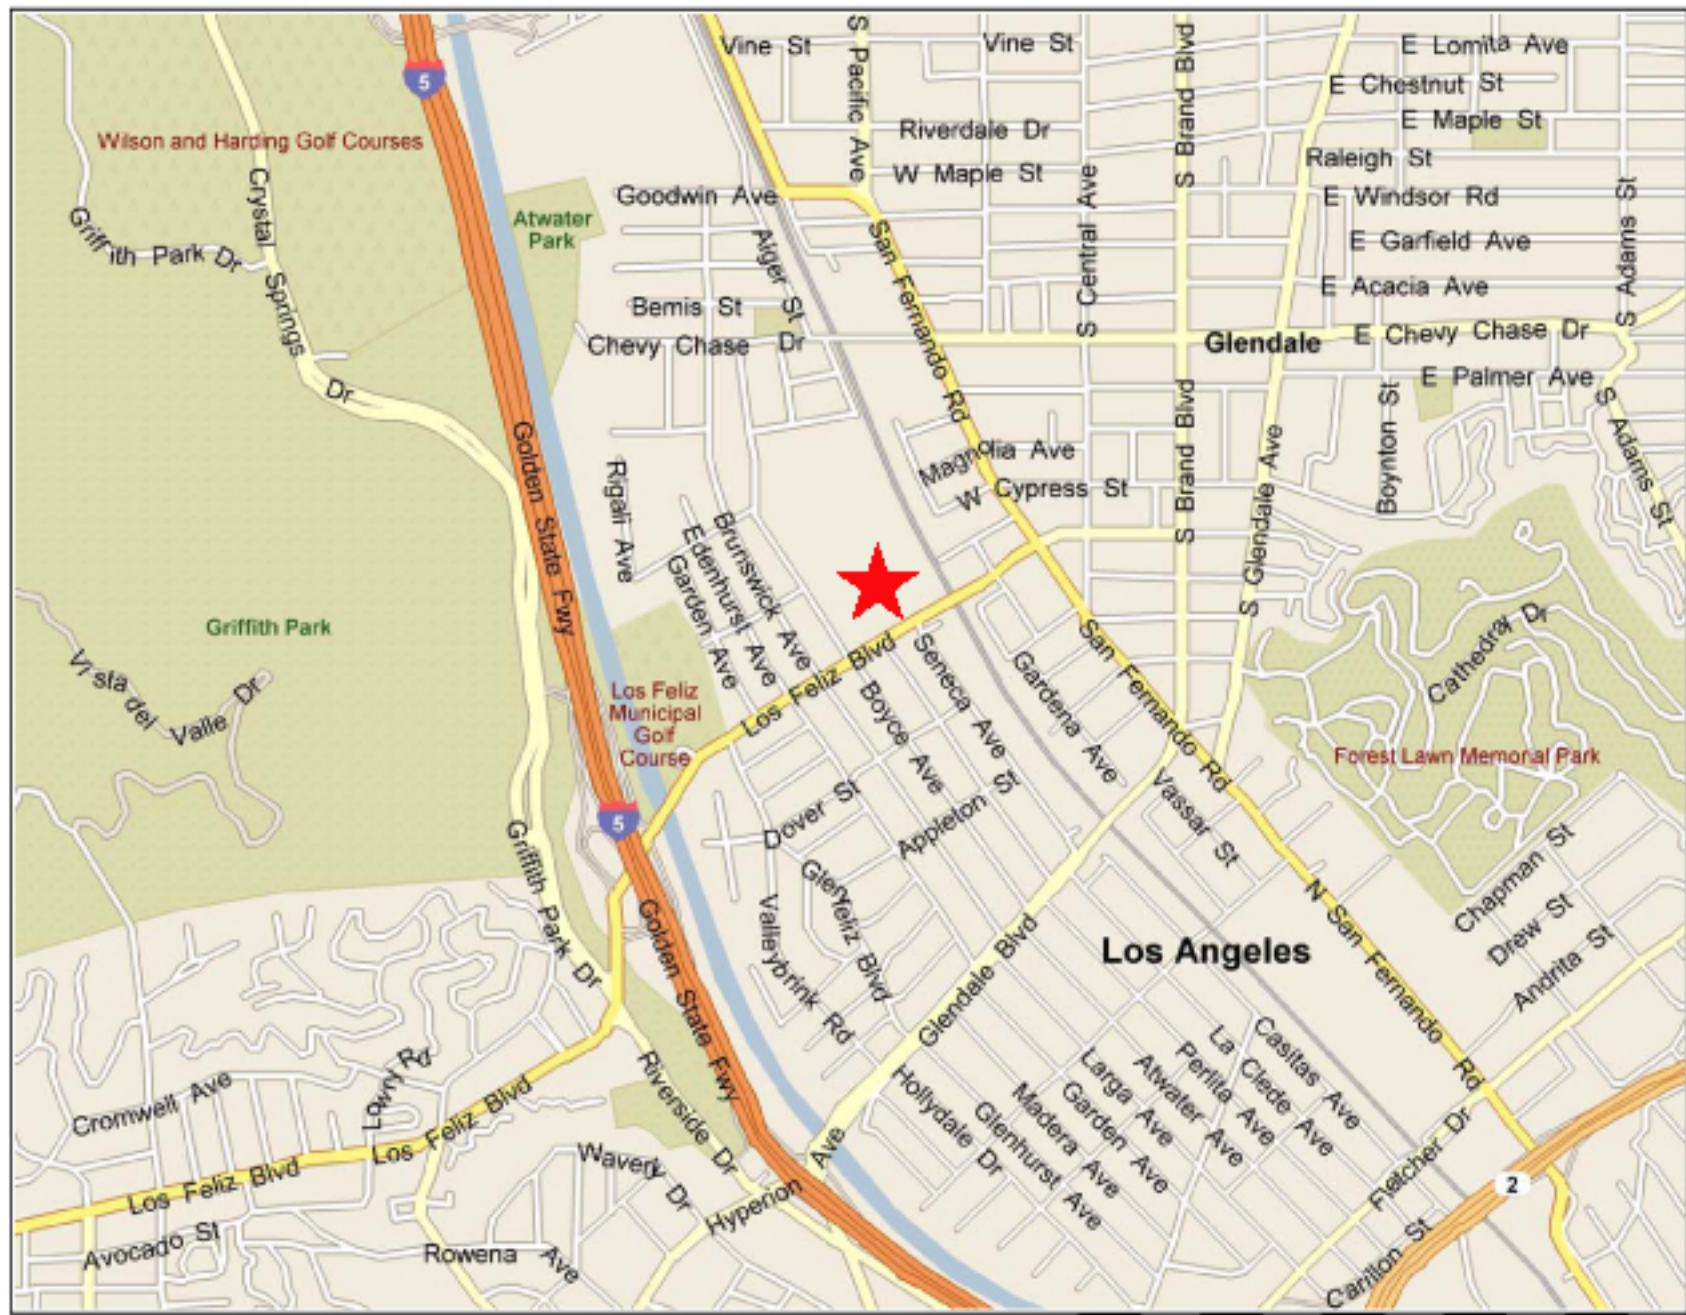 Vine St
S Pacific Ave
Vine St
S Brand Blvd
E Lomita Ave
5
E Chestnut St
E Maple St
Wilson and Harding Golf Courses
Riverdale Dr
Raleigh St
W Maple St
Crystal Springs Dr
Goodwin Ave
S Central Ave
E Windsor Rd
S Adams St
Griffith Park Dr
Atwater
Park
Alger St
San Fernando Rd
E Garfield Ave
Bemis St
E Acacia Ave
Chevy Chase Dr
Glendale
E Chevy Chase Dr
E Palmer Ave
S Brand Blvd
Boynton St
S Adams St
Golden State Fwy
Magnolia Ave
W Cypress St
S Glendale Ave
Rigali Ave
Brunswick Ave
Edenhurst Ave
Garden Ave
Griffith Park
Cathedral Dr
Vista del Valle Dr
Los Feliz
Municipal
Golf
Course
Los Feliz Blvd
Seneca Ave
Boyce Ave
Gardena Ave
San Fernando Rd
Forest Lawn Memorial Park
Vassar St
5
Dover St
Appleton St
Griffith Park Dr
Glenfeliz Blvd
Valleybrink Rd
Golden State Fwy
Glendale Blvd
Los Angeles
N San Fernando Rd
Chapman St
Drew St
Andrita St
Casitas Ave
La Clede Ave
Perlita Ave
Atwater Ave
Larga Ave
Garden Ave
Madera Ave
Glenhurst Ave
Hollydale Dr
Riverside Dr
Cromwell Ave
Lowry Rd
Los Feliz Blvd
Los Feliz Blvd
Waverly Dr
Hyperion Ave
Fletcher Dr
2
Avocado St
Rowena Ave
Carillon St